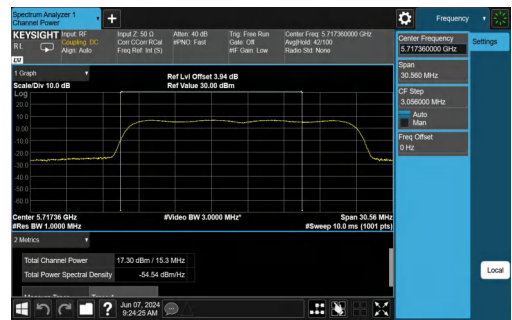 Spectrum Analyzer 1
Channel Power
+
Frequency
KEYSIGHT
RL
Input: RF
Coupling: DC
Align: Auto
Input Z: 50 Ω
Corr CCorr RCal
Freq Ref: Int (S)
Atten: 40 dB
#PNO: Fast
Trig: Free Run
Gate: Off
#IF Gain: Low
Center Freq: 5.717360000 GHz
Avg|Hold: 42/100
Radio Std: None
LV
Center Frequency
5.717360000 GHz
Settings
Span
30.560 MHz
CF Step
3.056000 MHz
Auto
Man
Freq Offset
0 Hz
Local
1 Graph
Scale/Div 10.0 dB
Ref Lvl Offset 3.94 dB
Ref Value 30.00 dBm
Log
20.0
10.0
0.00
-10.0
-20.0
-30.0
-40.0
-50.0
-60.0
Center 5.71736 GHz
#Res BW 1.0000 MHz
#Video BW 3.0000 MHz*
Span 30.56 MHz
#Sweep 10.0 ms (1001 pts)
2 Metrics
Total Channel Power 17.30 dBm / 15.3 MHz
Total Power Spectral Density -54.54 dBm/Hz
?
Jun 07, 2024
9:24:25 AM